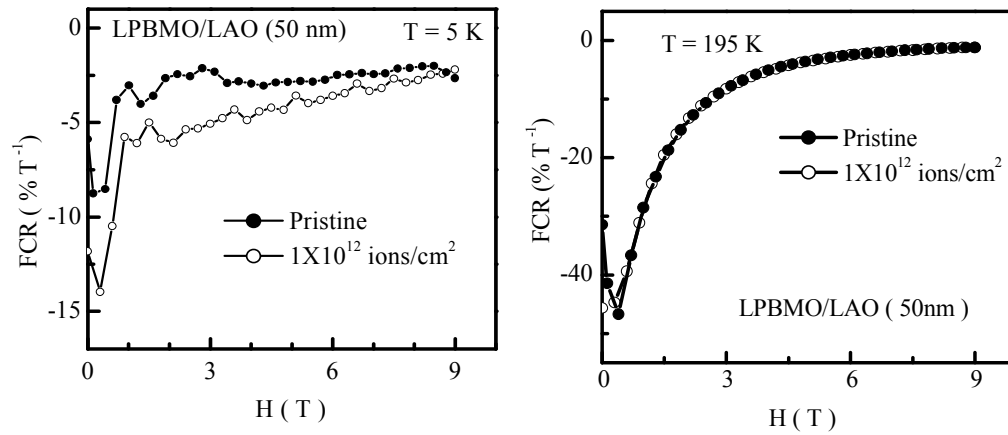 LPBMO/LAO (50 nm) T = 5 K
0
-5
-10
-15
FCR ( % T⁻¹)
Pristine
1X10¹² ions/cm²
0 3 6 9
H ( T )
T = 195 K
0
-20
-40
FCR (% T⁻¹)
Pristine
1X10¹² ions/cm²
LPBMO/LAO ( 50nm )
0 3 6 9
H ( T )